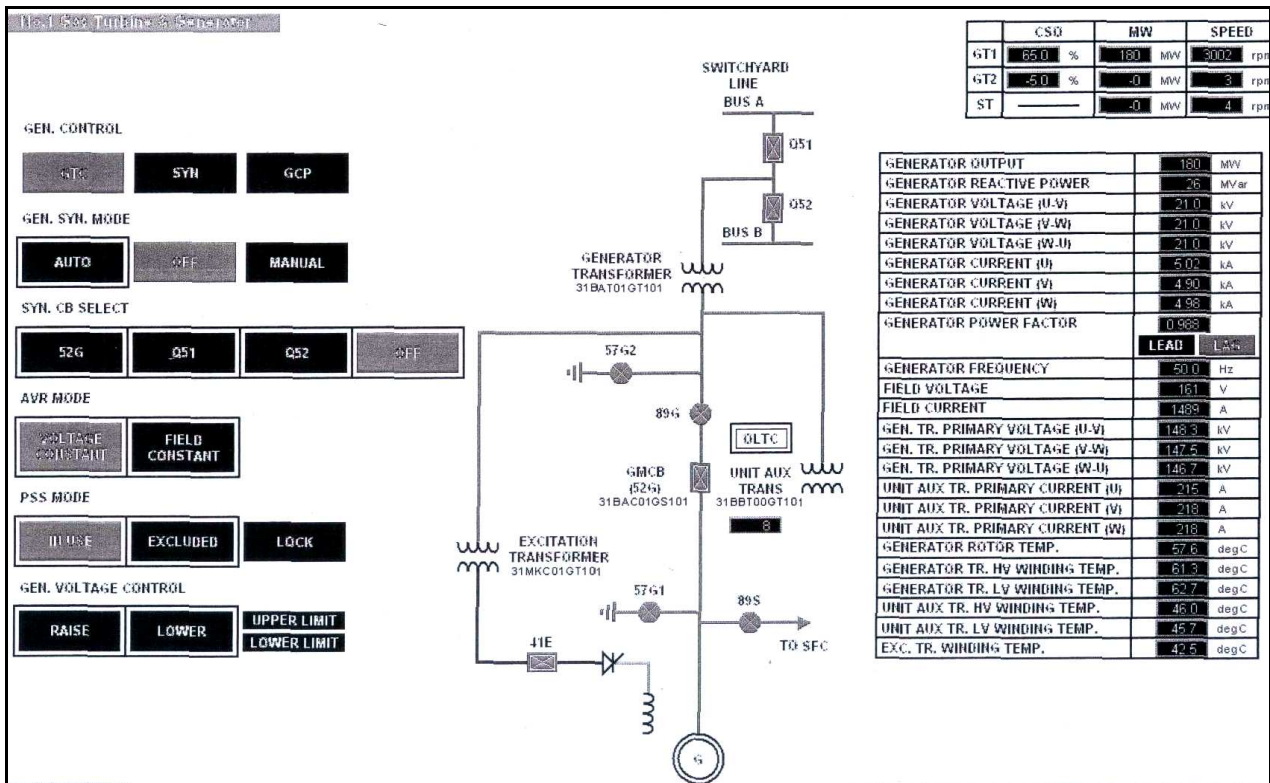 No.1 Gas Turbine & Generator
CSO MW SPEED
GT1 65.0 % 180 MW 3002 rpm
GT2 -5.0 % -0 MW 3 rpm
ST -0 MW 4 rpm
GEN. CONTROL
GTC SYN GCP
GEN. SYN. MODE
AUTO OFF MANUAL
SYN. CB SELECT
52G Q51 Q52 OFF
AVR MODE
VOLTAGE CONSTANT
FIELD CONSTANT
PSS MODE
IN USE EXCLUDED LOCK
GEN. VOLTAGE CONTROL
RAISE LOWER
UPPER LIMIT
LOWER LIMIT
SWITCHYARD
LINE
BUS A
Q51
Q52
BUS B
GENERATOR
TRANSFORMER
31BAT01GT101
57G2
89G
OLTC
GMCB
(52G)
31BAC01GS101
UNIT AUX
TRANS
31BBT00GT101
8
EXCITATION
TRANSFORMER
31MKC01GT101
57G1
89S
TO SFC
41E
G
GENERATOR OUTPUT 180 MW
GENERATOR REACTIVE POWER 26 MVar
GENERATOR VOLTAGE (U-V) 21.0 kV
GENERATOR VOLTAGE (V-W) 21.0 kV
GENERATOR VOLTAGE (W-U) 21.0 kV
GENERATOR CURRENT (U) 5.02 kA
GENERATOR CURRENT (V) 4.90 kA
GENERATOR CURRENT (W) 4.98 kA
GENERATOR POWER FACTOR 0.988
LEAD LAG
GENERATOR FREQUENCY 50.0 Hz
FIELD VOLTAGE 161 V
FIELD CURRENT 1489 A
GEN. TR. PRIMARY VOLTAGE (U-V) 148.3 kV
GEN. TR. PRIMARY VOLTAGE (V-W) 147.5 kV
GEN. TR. PRIMARY VOLTAGE (W-U) 146.7 kV
UNIT AUX TR. PRIMARY CURRENT (U) 215 A
UNIT AUX TR. PRIMARY CURRENT (V) 218 A
UNIT AUX TR. PRIMARY CURRENT (W) 218 A
GENERATOR ROTOR TEMP. 57.6 degC
GENERATOR TR. HV WINDING TEMP. 61.3 degC
GENERATOR TR. LV WINDING TEMP. 62.7 degC
UNIT AUX TR. HV WINDING TEMP. 46.0 degC
UNIT AUX TR. LV WINDING TEMP. 45.7 degC
EXC. TR. WINDING TEMP. 42.5 degC